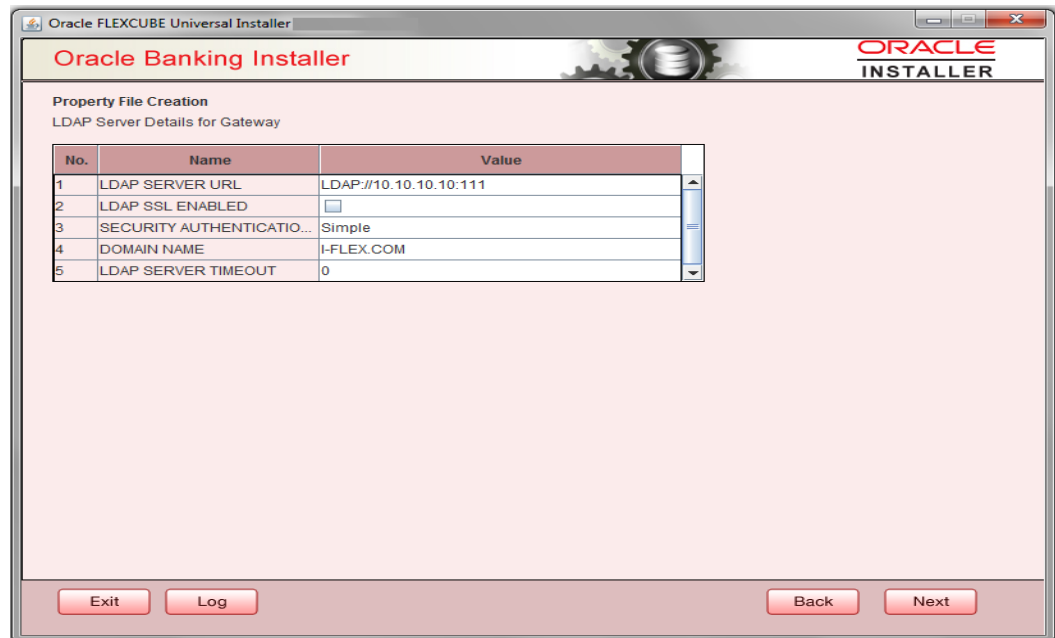 Oracle FLEXCUBE Universal Installer
Oracle Banking Installer
ORACLE
INSTALLER
Property File Creation
LDAP Server Details for Gateway
No. Name Value
1 LDAP SERVER URL LDAP://10.10.10.10:111
2 LDAP SSL ENABLED
3 SECURITY AUTHENTICATIO... Simple
4 DOMAIN NAME I-FLEX.COM
5 LDAP SERVER TIMEOUT 0
Exit Log Back Next